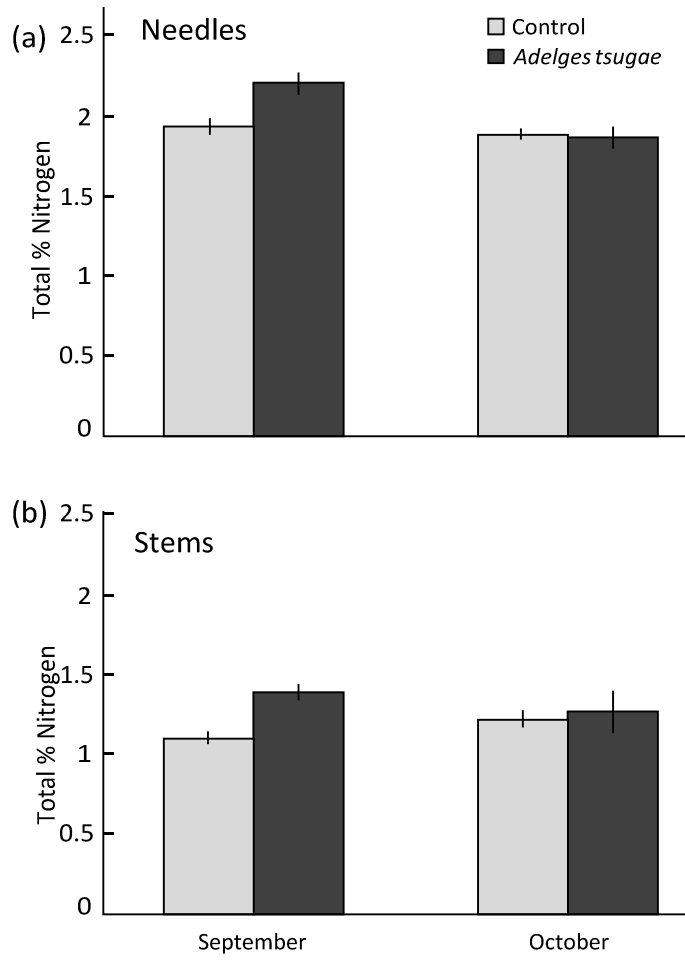 (a)
Needles
Control
Adelges tsugae
2.5
2
1.5
1
0.5
0
Total % Nitrogen
(b)
Stems
2.5
2
1.5
1
0.5
0
Total % Nitrogen
September
October